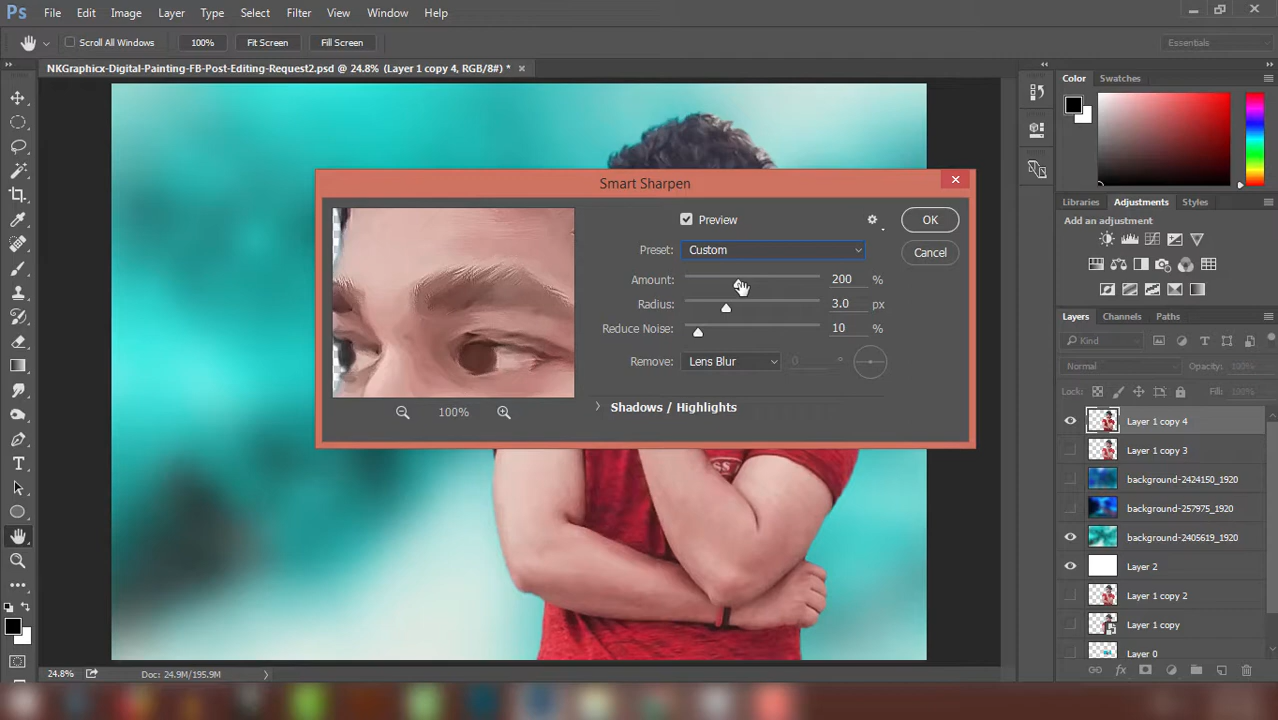 Ps File Edit Image Layer Type Select Filter View Window Help
Scroll All Windows 100% Fit Screen Fill Screen Essentials
NKGraphicx-Digital-Painting-FB-Post-Editing-Request2.psd @ 24.8% (Layer 1 copy 4, RGB/8#) *
Color Swatches
Smart Sharpen
Preview OK
Preset: Custom Cancel
Amount: 200 %
Radius: 3.0 px
Reduce Noise: 10 %
Remove: Lens Blur 0 °
Shadows / Highlights
100%
Libraries Adjustments Styles
Add an adjustment
Layers Channels Paths
Kind
Normal Opacity: 100%
Lock: Fill: 100%
Layer 1 copy 4
Layer 1 copy 3
background-2424150_1920
background-257975_1920
background-2405619_1920
Layer 2
Layer 1 copy 2
Layer 1 copy
Layer 0
24.8% Doc: 24.9M/195.9M